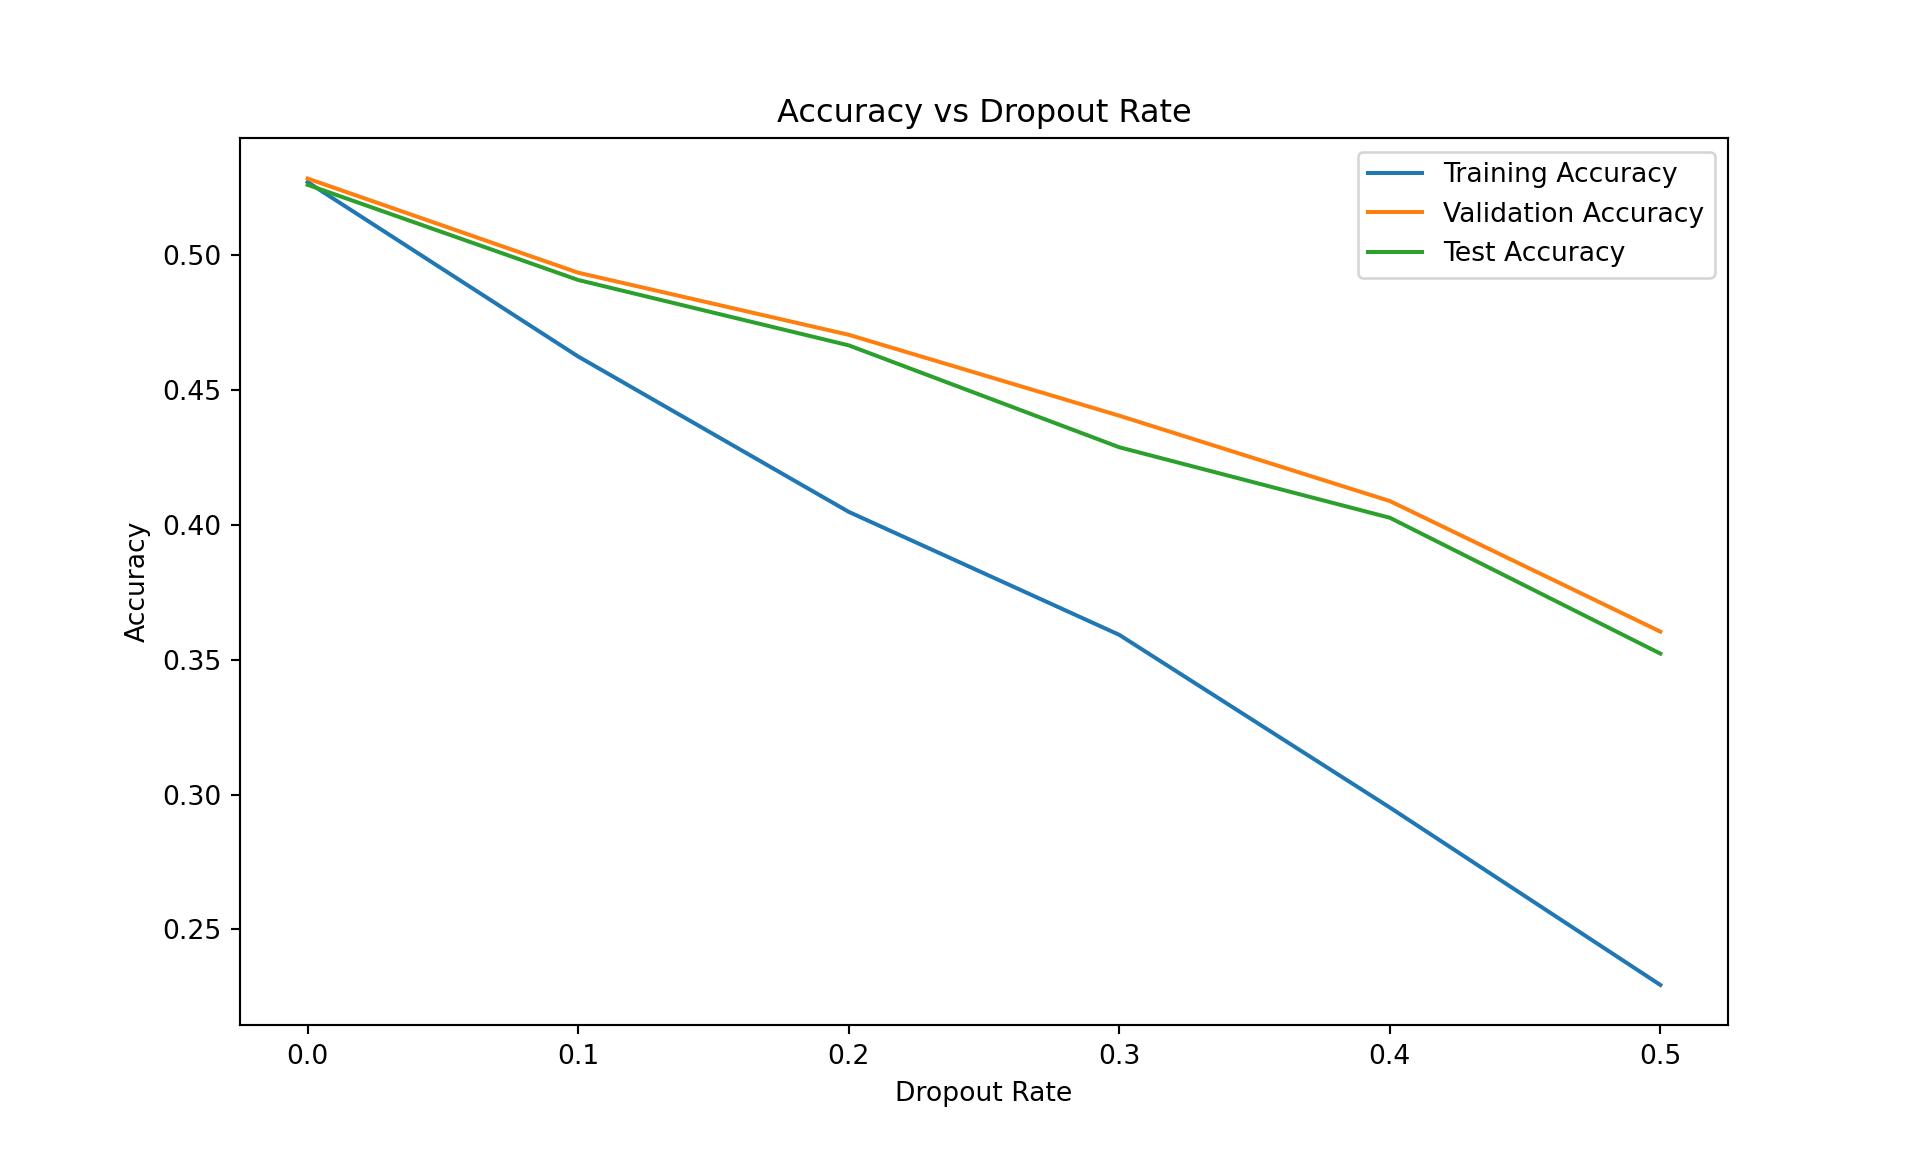 Accuracy vs Dropout Rate
Training Accuracy
Validation Accuracy
Test Accuracy
Accuracy
0.50
0.45
0.40
0.35
0.30
0.25
0.0 0.1 0.2 0.3 0.4 0.5
Dropout Rate